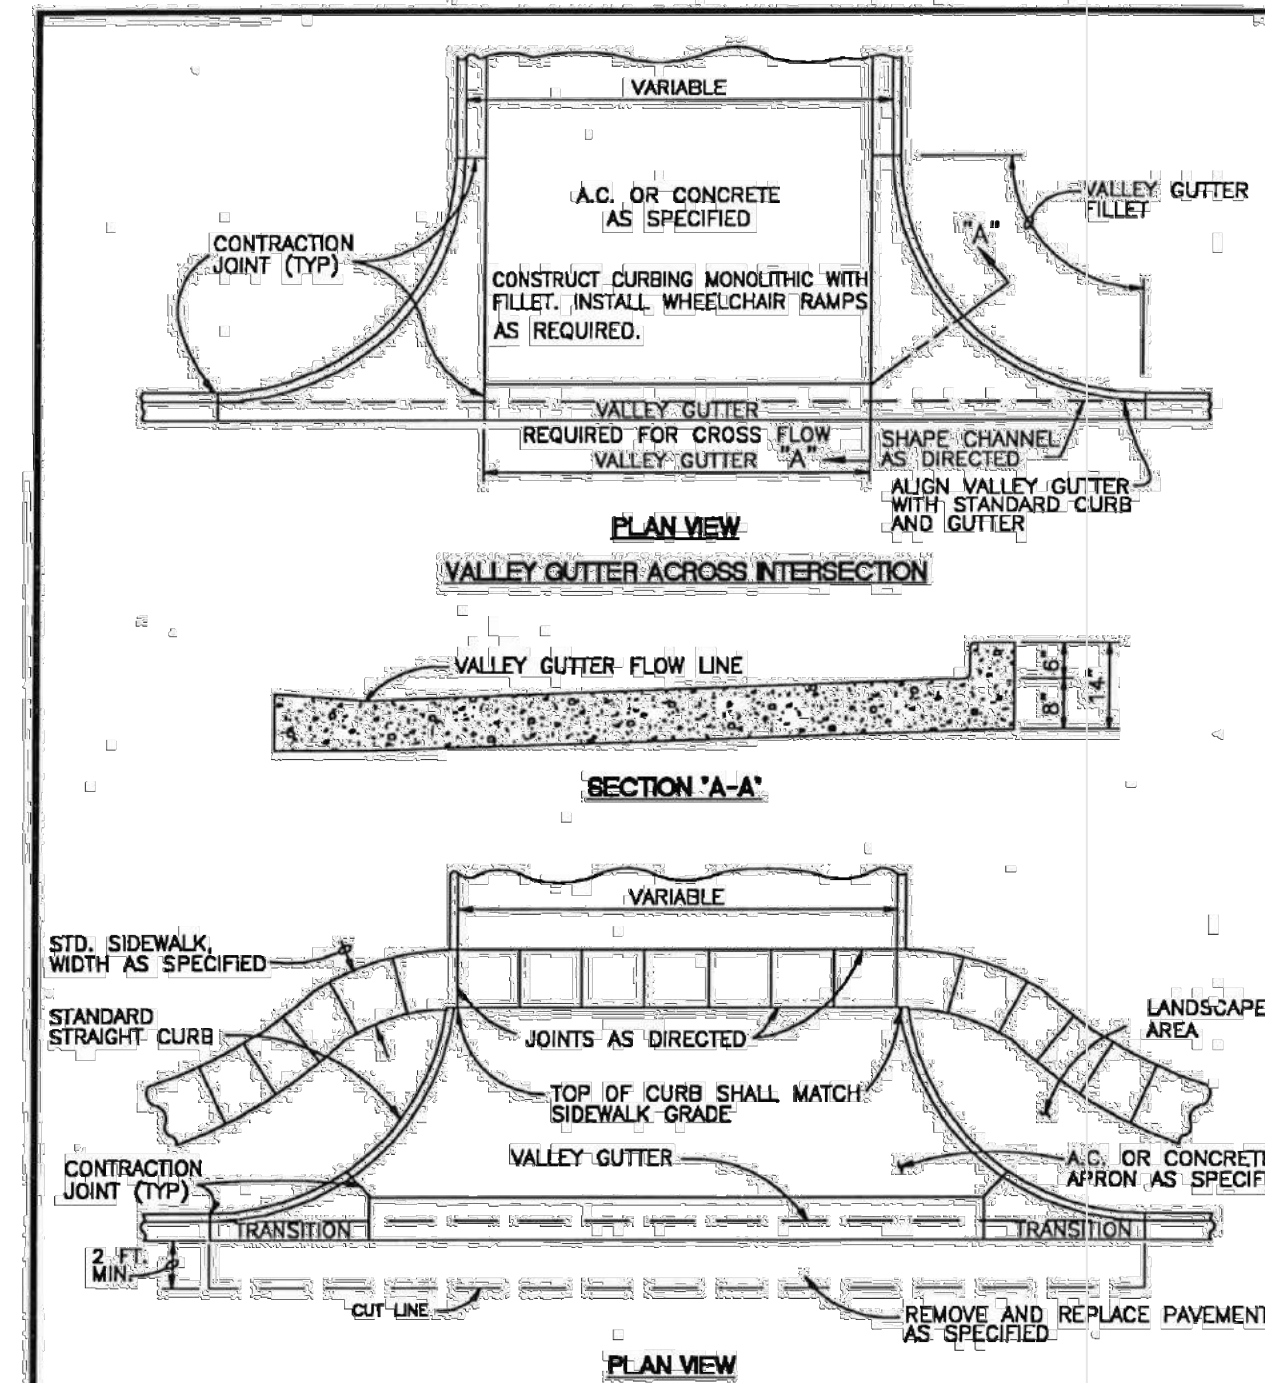 VARIABLE
A.C. OR CONCRETE
AS SPECIFIED
VALLEY GUTTER
FILLET
"A"
CONTRACTION
JOINT (TYP)
CONSTRUCT CURBING MONOLITHIC WITH
FILLET. INSTALL WHEELCHAIR RAMPS
AS REQUIRED.
VALLEY GUTTER
REQUIRED FOR CROSS FLOW
VALLEY GUTTER
"A"
SHAPE CHANNEL
AS DIRECTED
ALIGN VALLEY GUTTER
WITH STANDARD CURB
AND GUTTER
PLAN VIEW
VALLEY GUTTER ACROSS INTERSECTION
VALLEY GUTTER FLOW LINE
6"
8"
14"
SECTION "A-A"
VARIABLE
STD. SIDEWALK,
WIDTH AS SPECIFIED
STANDARD
STRAIGHT CURB
JOINTS AS DIRECTED
LANDSCAPE
AREA
TOP OF CURB SHALL MATCH
SIDEWALK GRADE
VALLEY GUTTER
A.C. OR CONCRETE
APRON AS SPECIFI
CONTRACTION
JOINT (TYP)
TRANSITION
TRANSITION
2 FT.
MIN.
CUT LINE
REMOVE AND REPLACE PAVEMENT
AS SPECIFIED
PLAN VIEW